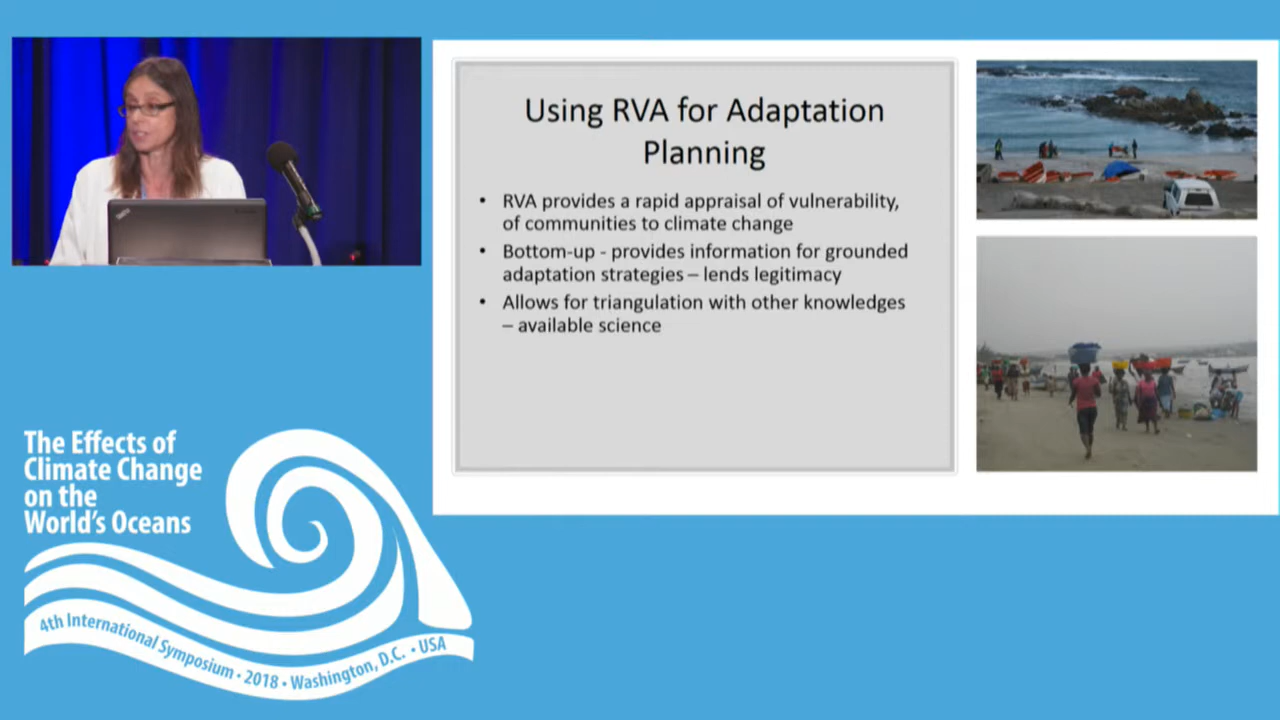 Using RVA for Adaptation
Planning
• RVA provides a rapid appraisal of vulnerability,
of communities to climate change
• Bottom-up - provides information for grounded
adaptation strategies – lends legitimacy
• Allows for triangulation with other knowledges
– available science
The Effects of
Climate Change
on the
World's Oceans
4th International Symposium • 2018 • Washington, D.C. • USA